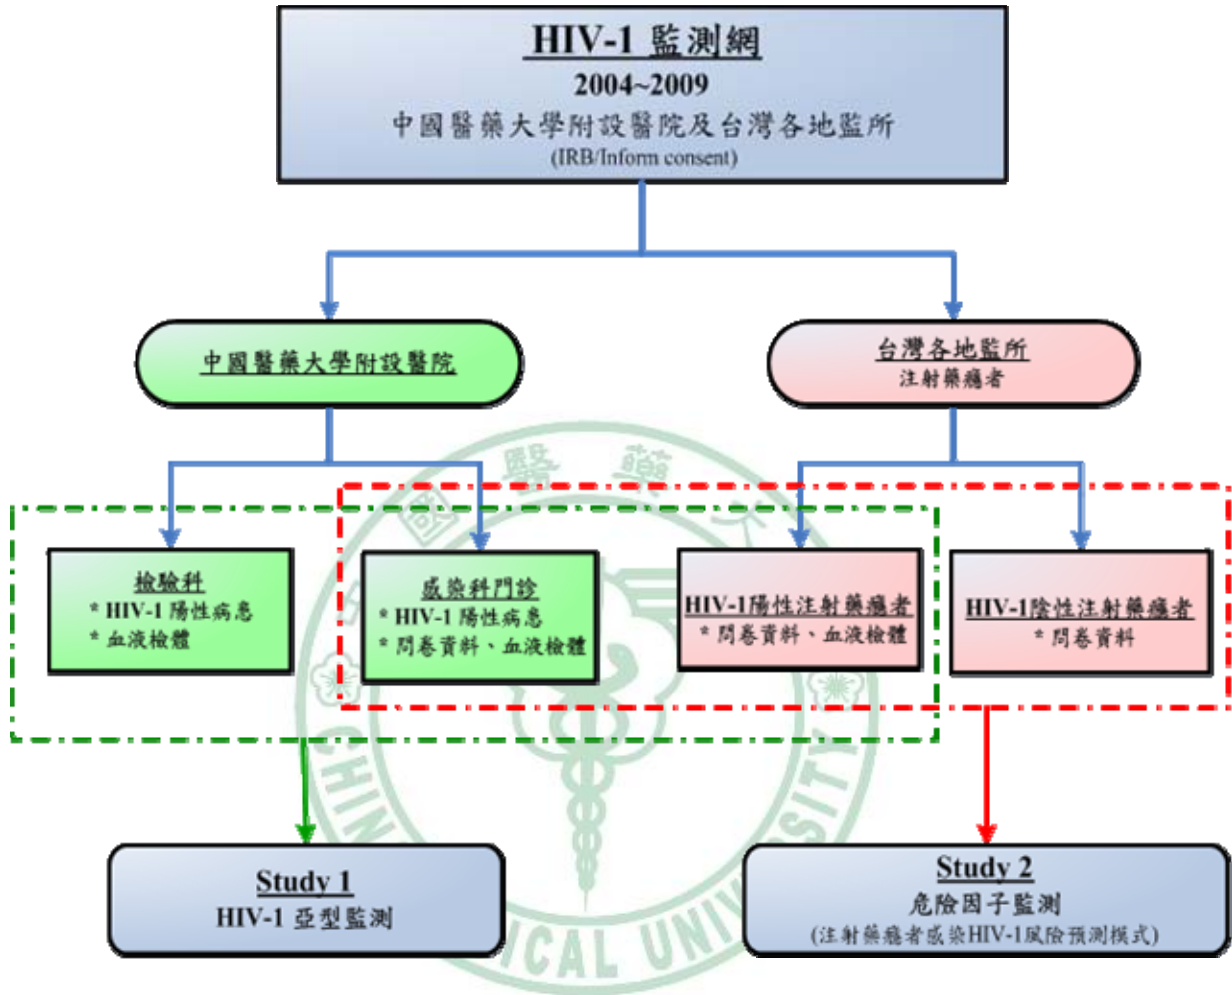 HIV-1 監測網
2004~2009
中國醫藥大學附設醫院及台灣各地監所
(IRB/Inform consent)
中國醫藥大學附設醫院
台灣各地監所
注射藥癮者
檢驗科
* HIV-1 陽性病患
* 血液檢體
感染科門診
* HIV-1 陽性病患
* 問卷資料、血液檢體
HIV-1陽性注射藥癮者
* 問卷資料、血液檢體
HIV-1陰性注射藥癮者
* 問卷資料
Study 1
HIV-1 亞型監測
Study 2
危險因子監測
(注射藥癮者感染HIV-1風險預測模式)
國醫藥大
CHIN
ICAL UNIVERSITY